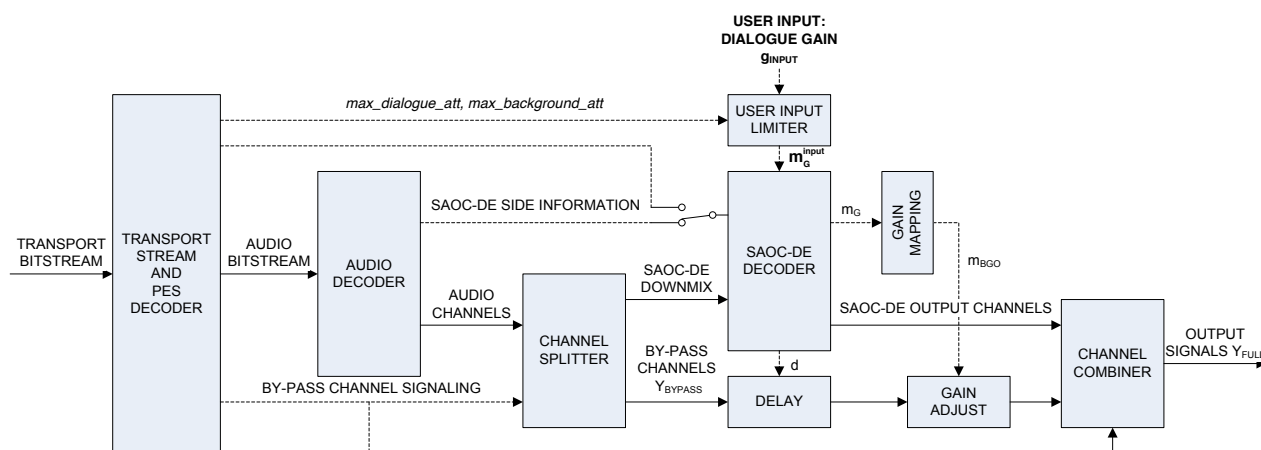 USER INPUT:
DIALOGUE GAIN
gINPUT
max_dialogue_att, max_background_att
USER INPUT
LIMITER
mG^input
SAOC-DE SIDE INFORMATION
mG
GAIN
MAPPING
TRANSPORT
BITSTREAM
TRANSPORT
STREAM
AND
PES
DECODER
AUDIO
BITSTREAM
AUDIO
DECODER
SAOC-DE
DECODER
SAOC-DE
DOWNMIX
mBGO
AUDIO
CHANNELS
SAOC-DE OUTPUT CHANNELS
CHANNEL
SPLITTER
BY-PASS
CHANNELS
YBYPASS
CHANNEL
COMBINER
OUTPUT
SIGNALS YFULL
d
BY-PASS CHANNEL SIGNALING
DELAY
GAIN
ADJUST